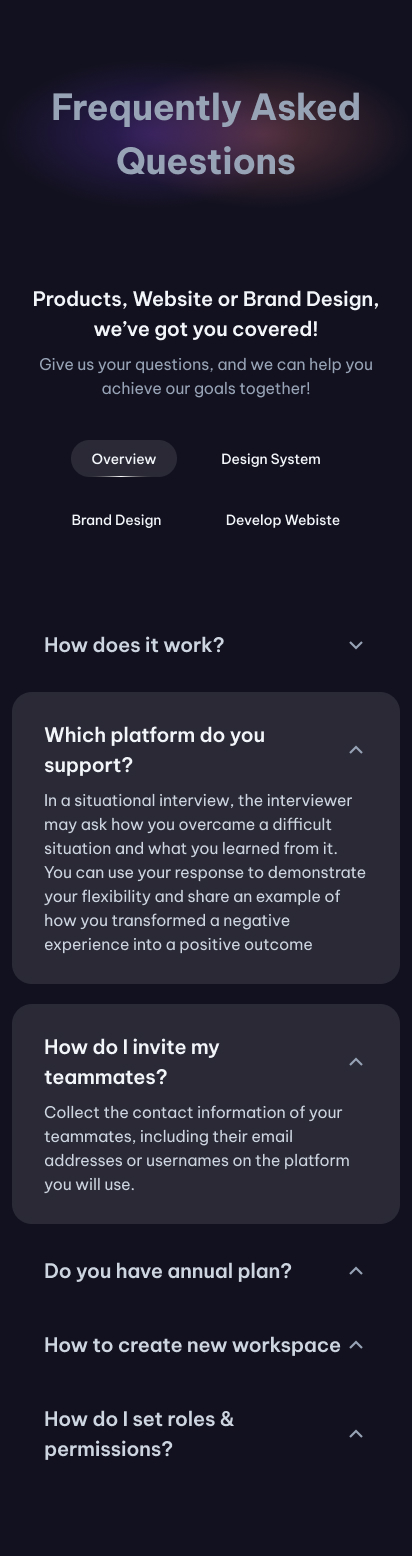 Frequently Asked
Questions
Products, Website or Brand Design,
we’ve got you covered!
Give us your questions, and we can help you
achieve our goals together!
Overview
Design System
Brand Design
Develop Webiste
How does it work?
Which platform do you
support?
In a situational interview, the interviewer
may ask how you overcame a difficult
situation and what you learned from it.
You can use your response to demonstrate
your flexibility and share an example of
how you transformed a negative
experience into a positive outcome
How do I invite my
teammates?
Collect the contact information of your
teammates, including their email
addresses or usernames on the platform
you will use.
Do you have annual plan?
How to create new workspace
How do I set roles &
permissions?